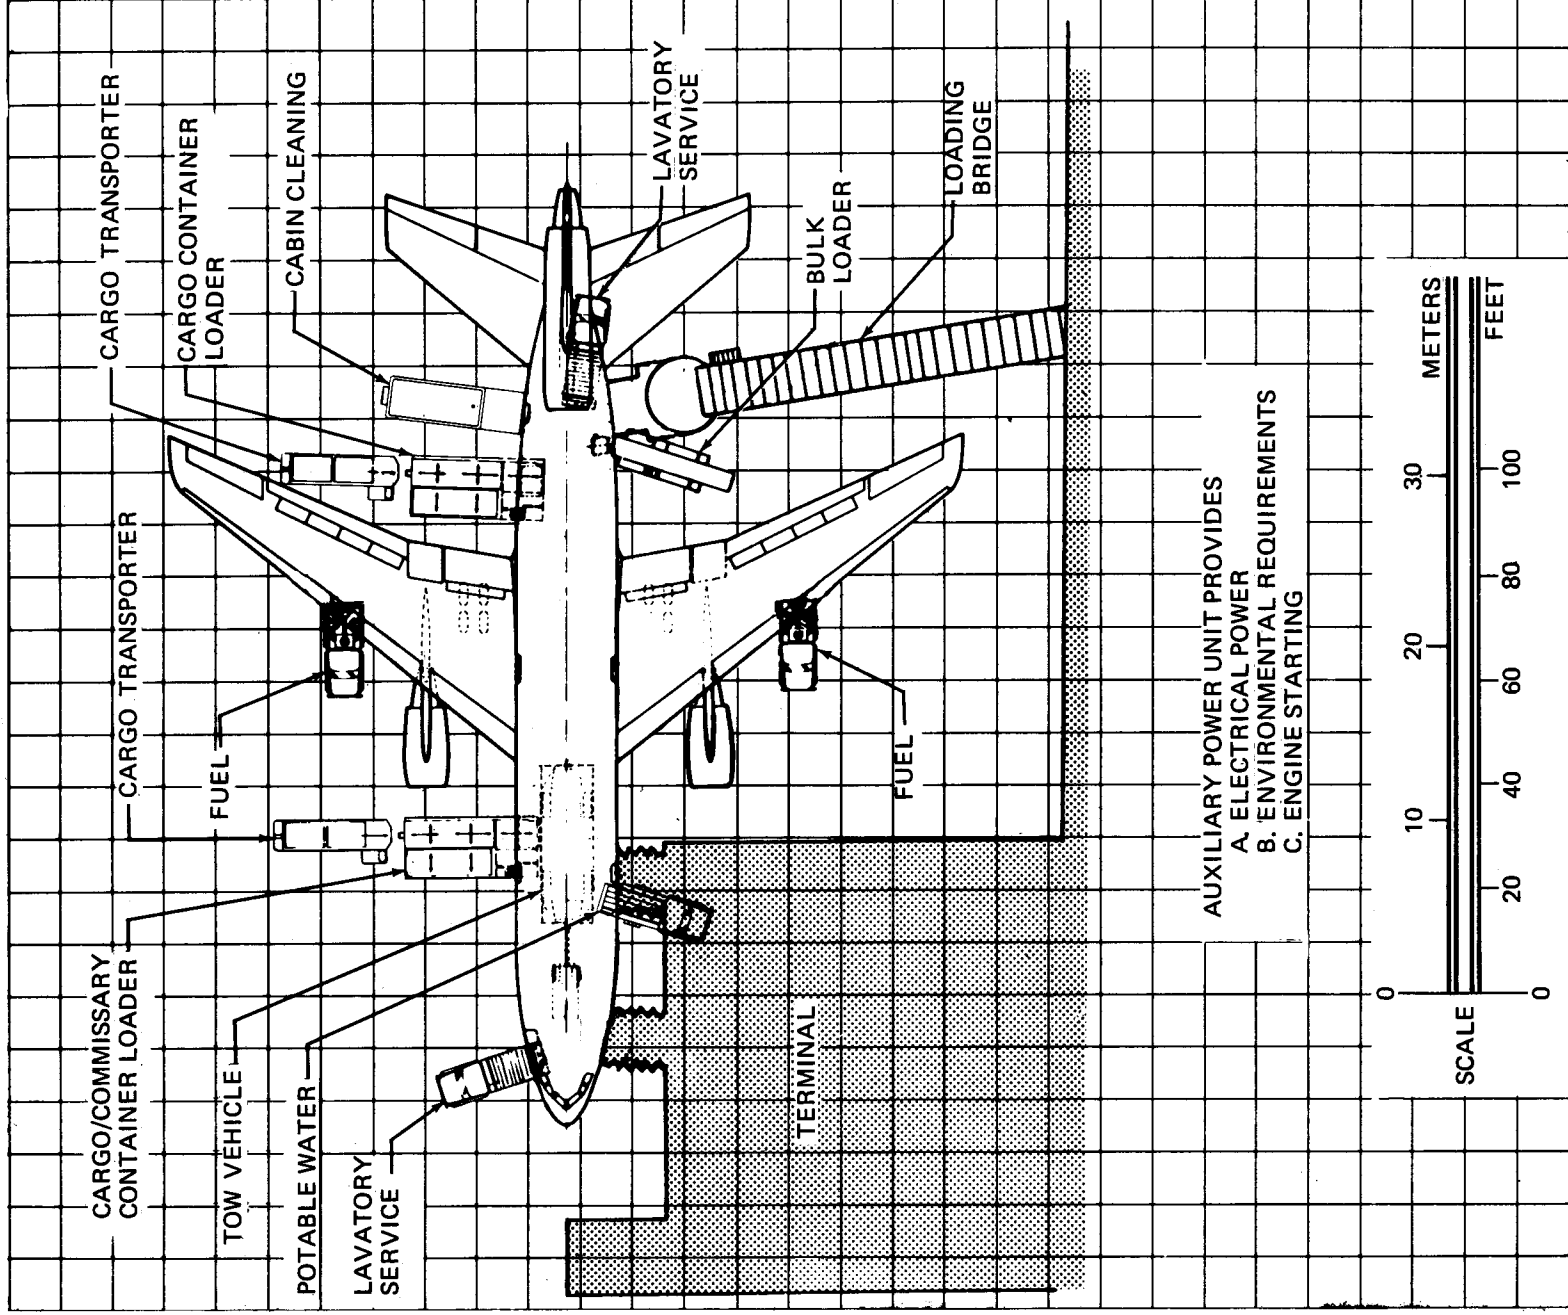 CARGO TRANSPORTER
CARGO CONTAINER
LOADER
CABIN CLEANING
LAVATORY
SERVICE
BULK
LOADER
LOADING
BRIDGE
CARGO TRANSPORTER
FUEL
FUEL
CARGO/COMMISSARY
CONTAINER LOADER
TOW VEHICLE
POTABLE WATER
LAVATORY
SERVICE
TERMINAL
AUXILIARY POWER UNIT PROVIDES
A. ELECTRICAL POWER
B. ENVIRONMENTAL REQUIREMENTS
C. ENGINE STARTING
SCALE
0 10 20 30 METERS
0 20 40 60 80 100 FEET